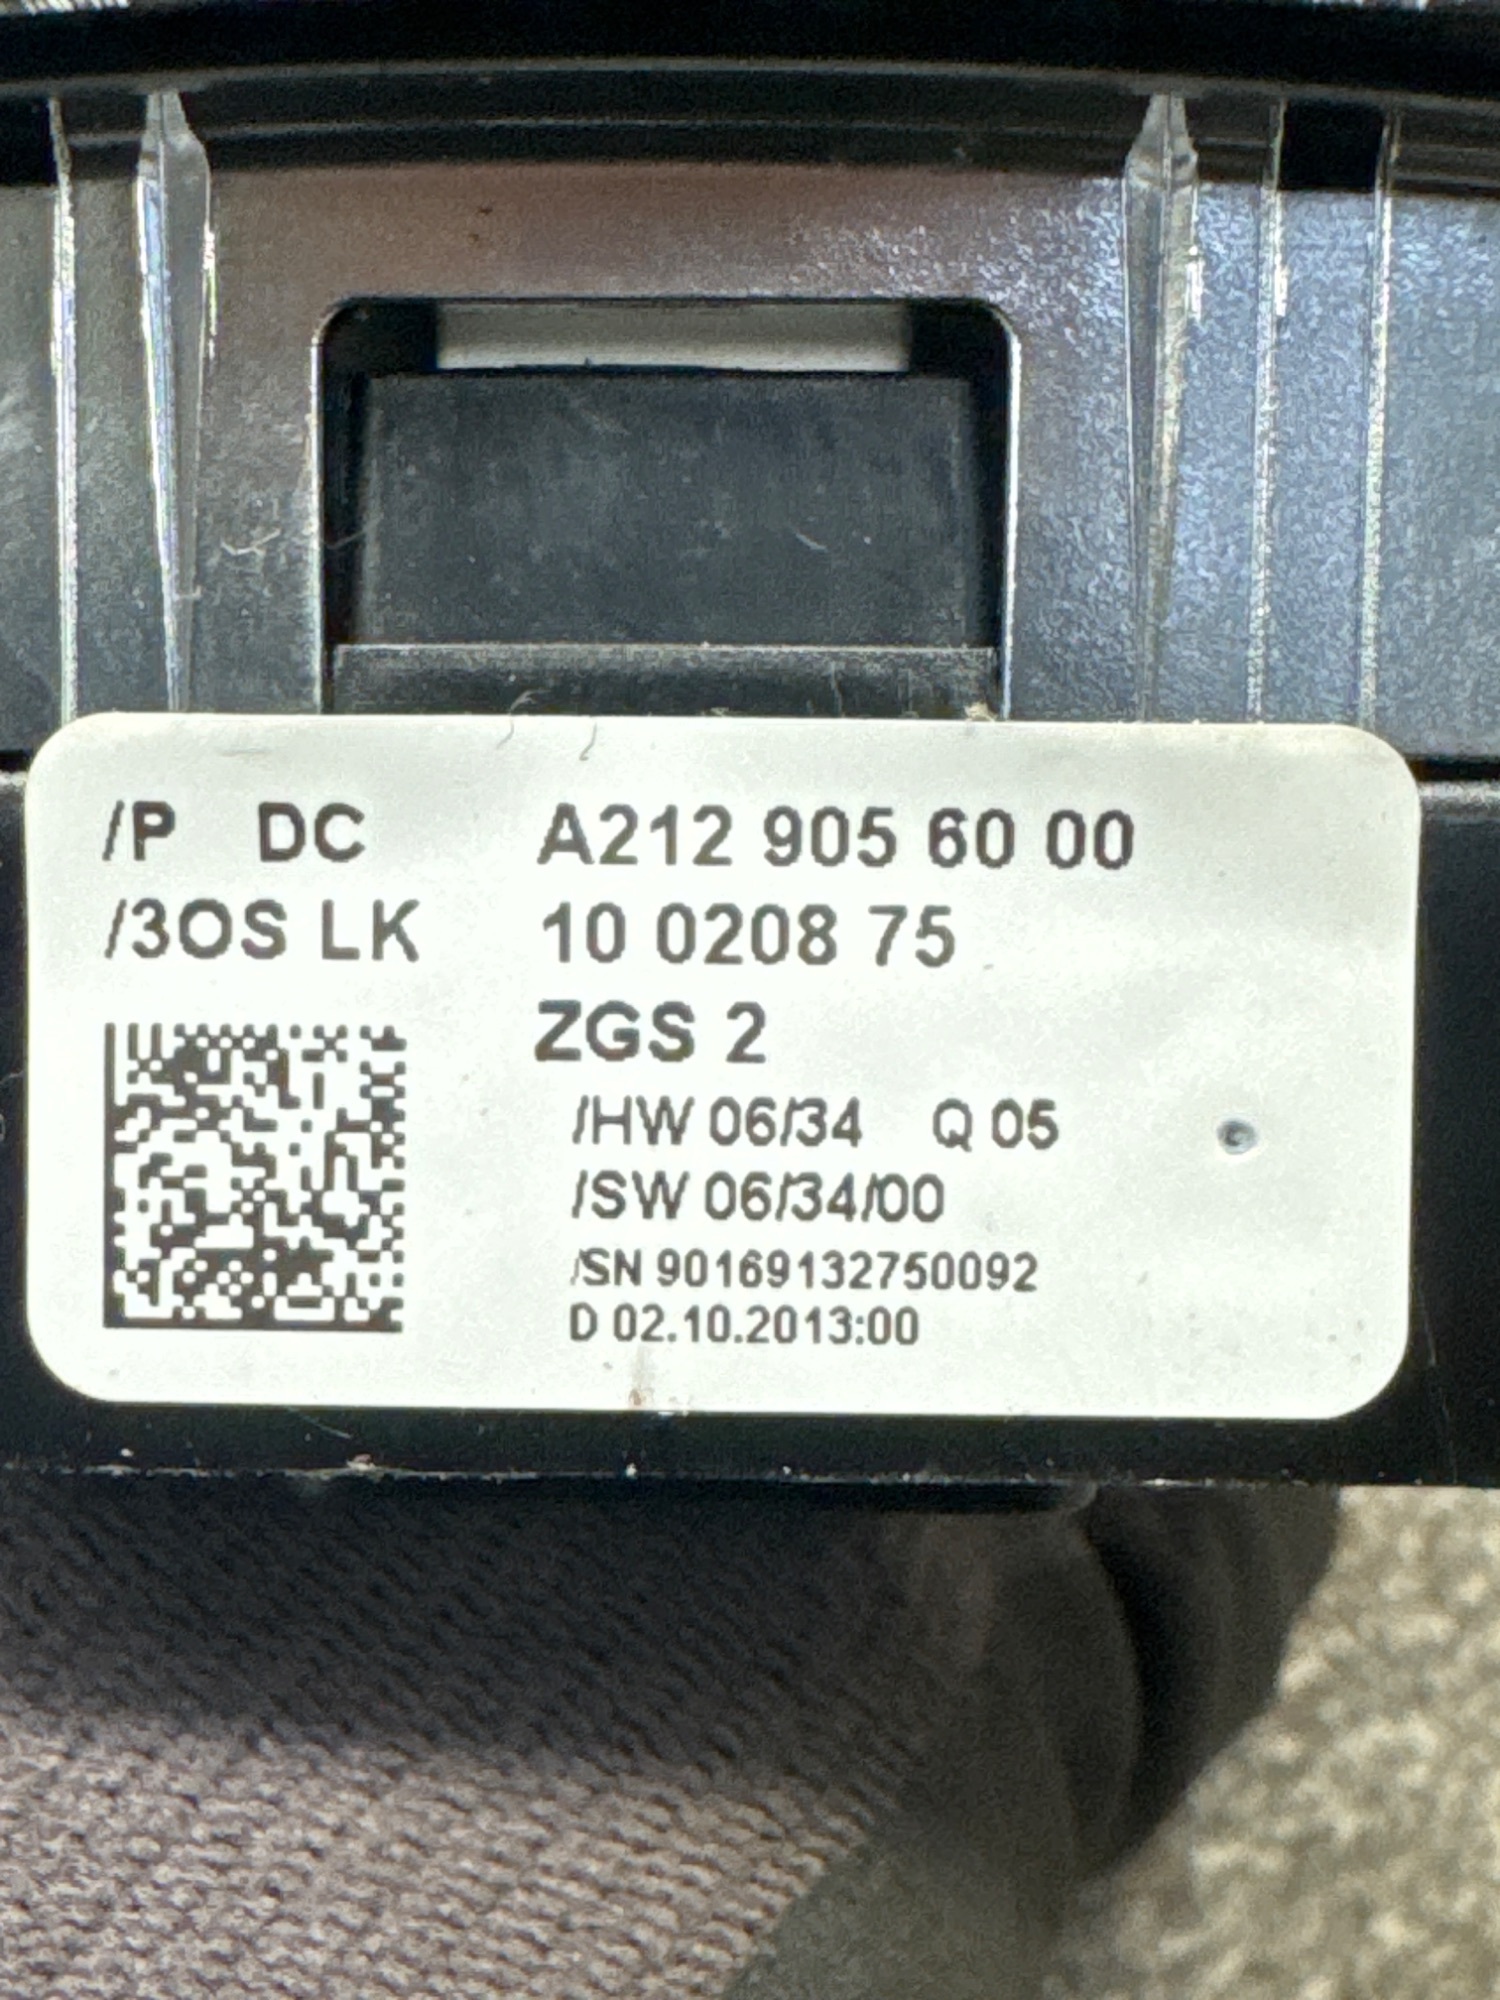 /P DC A212 905 60 00
/3OS LK 10 0208 75
ZGS 2
/HW 06/34 Q 05
/SW 06/34/00
/SN 90169132750092
D 02.10.2013:00